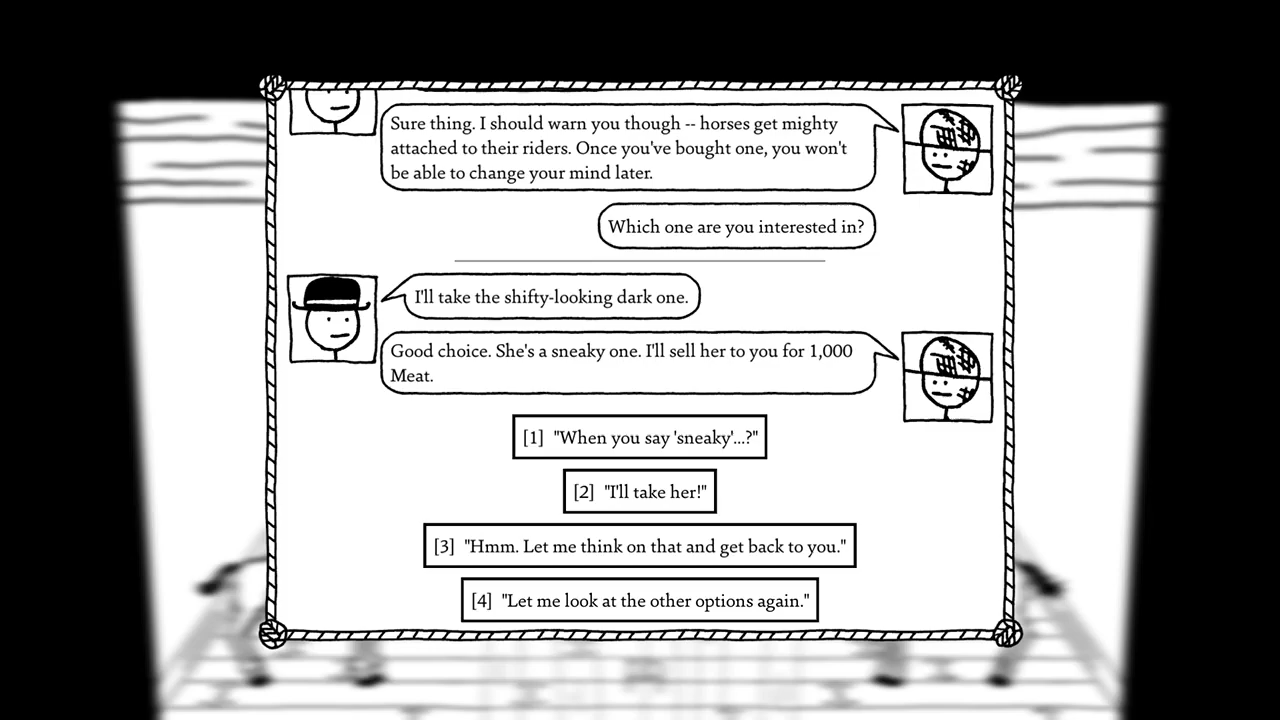 Sure thing. I should warn you though -- horses get mighty
attached to their riders. Once you've bought one, you won't
be able to change your mind later.
Which one are you interested in?
I'll take the shifty-looking dark one.
Good choice. She's a sneaky one. I'll sell her to you for 1,000
Meat.
[1] "When you say 'sneaky'...?"
[2] "I'll take her!"
[3] "Hmm. Let me think on that and get back to you."
[4] "Let me look at the other options again."